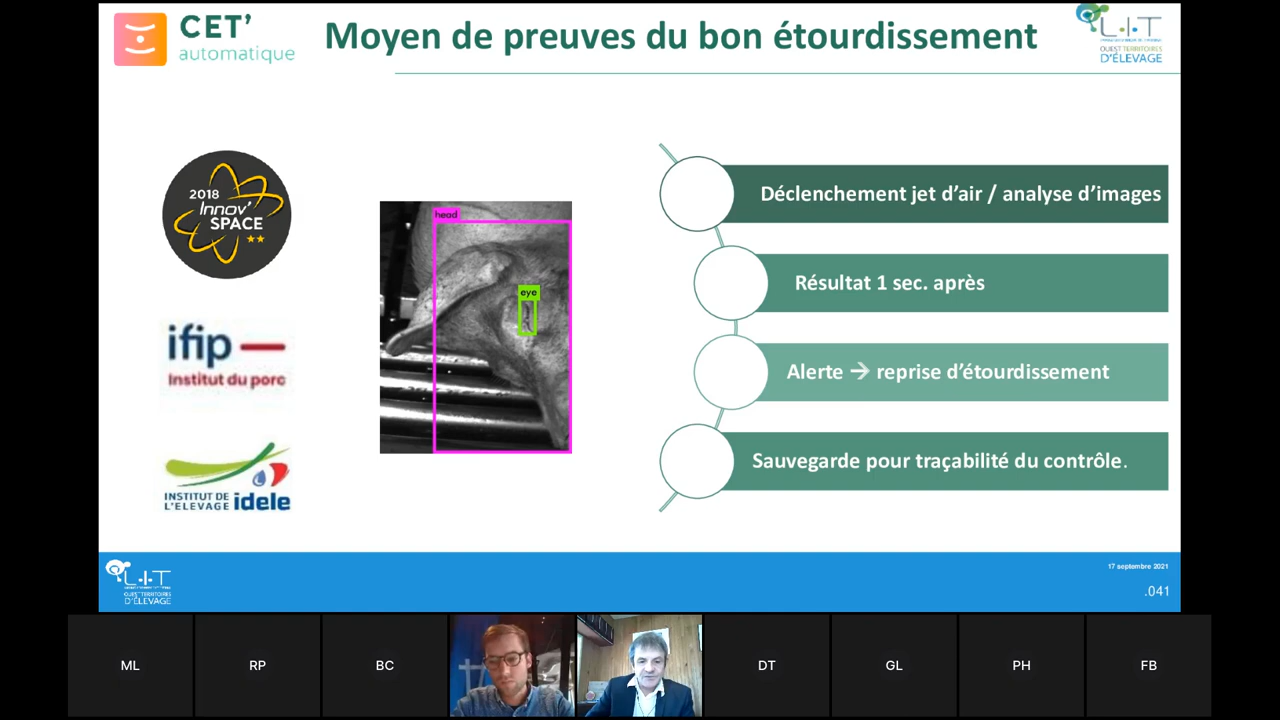 CET'
automatique
Moyen de preuves du bon étourdissement
L·I·T
OUEST TERRITOIRES
D'ÉLEVAGE
2018
Innov'
SPACE
ifip
Institut du porc
INSTITUT DE
L'ELEVAGE idele
head
eye
Déclenchement jet d'air / analyse d'images
Résultat 1 sec. après
Alerte → reprise d'étourdissement
Sauvegarde pour traçabilité du contrôle.
L·I·T
OUEST TERRITOIRES
D'ÉLEVAGE
17 septembre 2021
.041
ML
RP
BC
DT
GL
PH
FB